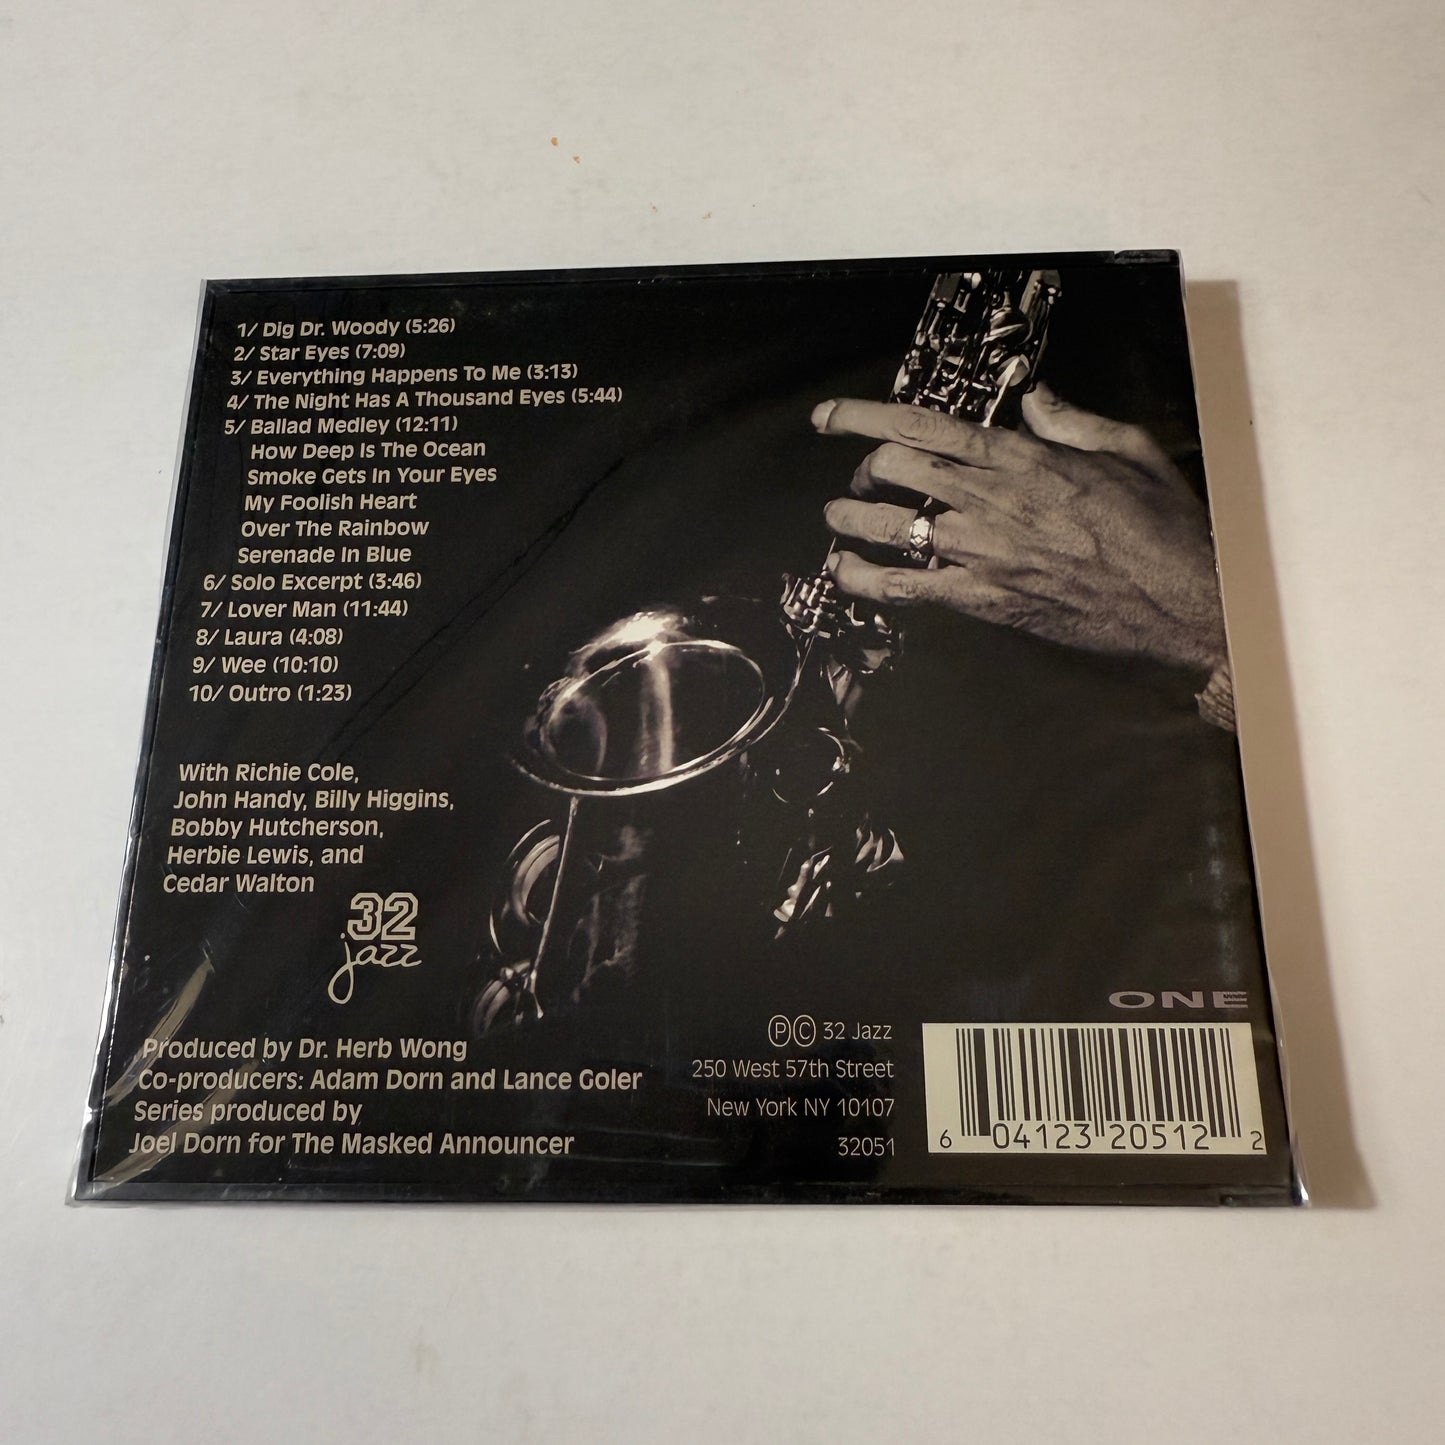 1/ Dig Dr. Woody (5:26)
2/ Star Eyes (7:09)
3/ Everything Happens To Me (3:13)
4/ The Night Has A Thousand Eyes (5:44)
5/ Ballad Medley (12:11)
How Deep Is The Ocean
Smoke Gets In Your Eyes
My Foolish Heart
Over The Rainbow
Serenade In Blue
6/ Solo Excerpt (3:46)
7/ Lover Man (11:44)
8/ Laura (4:08)
9/ Wee (10:10)
10/ Outro (1:23)
With Richie Cole,
John Handy, Billy Higgins,
Bobby Hutcherson,
Herbie Lewis, and
Cedar Walton
32
jazz
Produced by Dr. Herb Wong
Co-producers: Adam Dorn and Lance Goler
Series produced by
Joel Dorn for The Masked Announcer
ⓅⒸ 32 Jazz
250 West 57th Street
New York NY 10107
32051
ONE
6 04123 20512 2